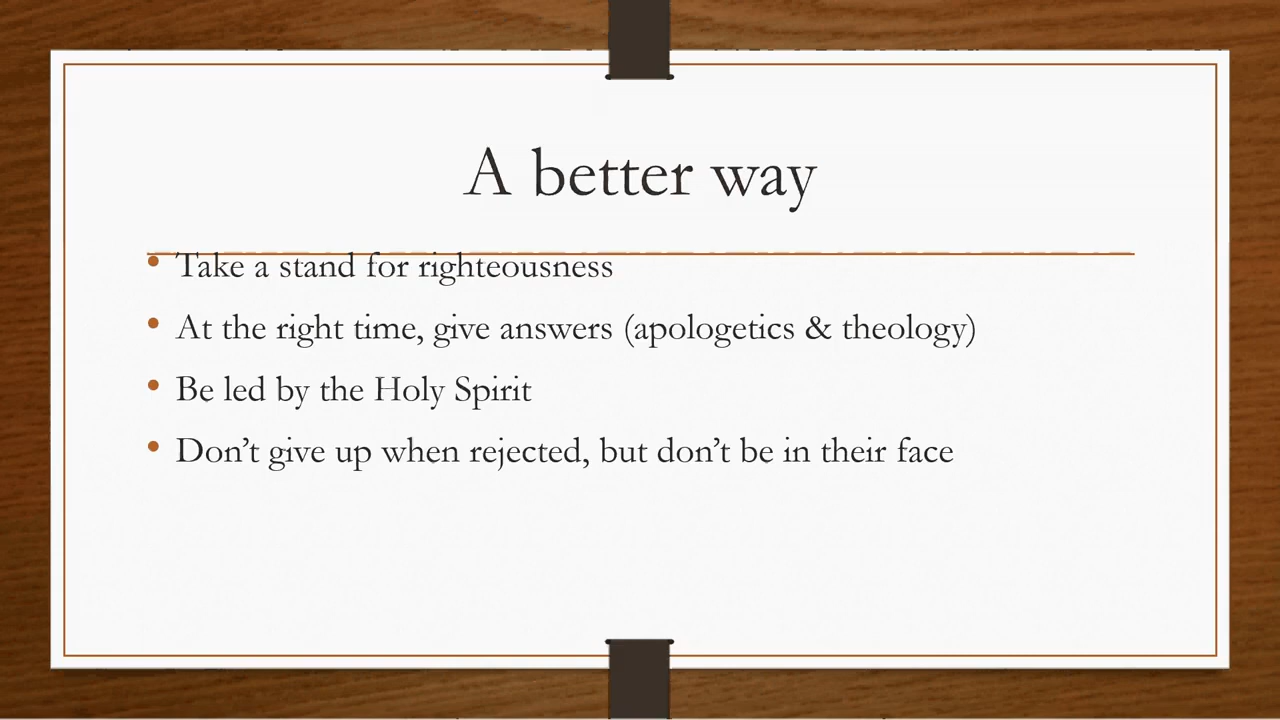 A better way
• Take a stand for righteousness
• At the right time, give answers (apologetics & theology)
• Be led by the Holy Spirit
• Don’t give up when rejected, but don’t be in their face